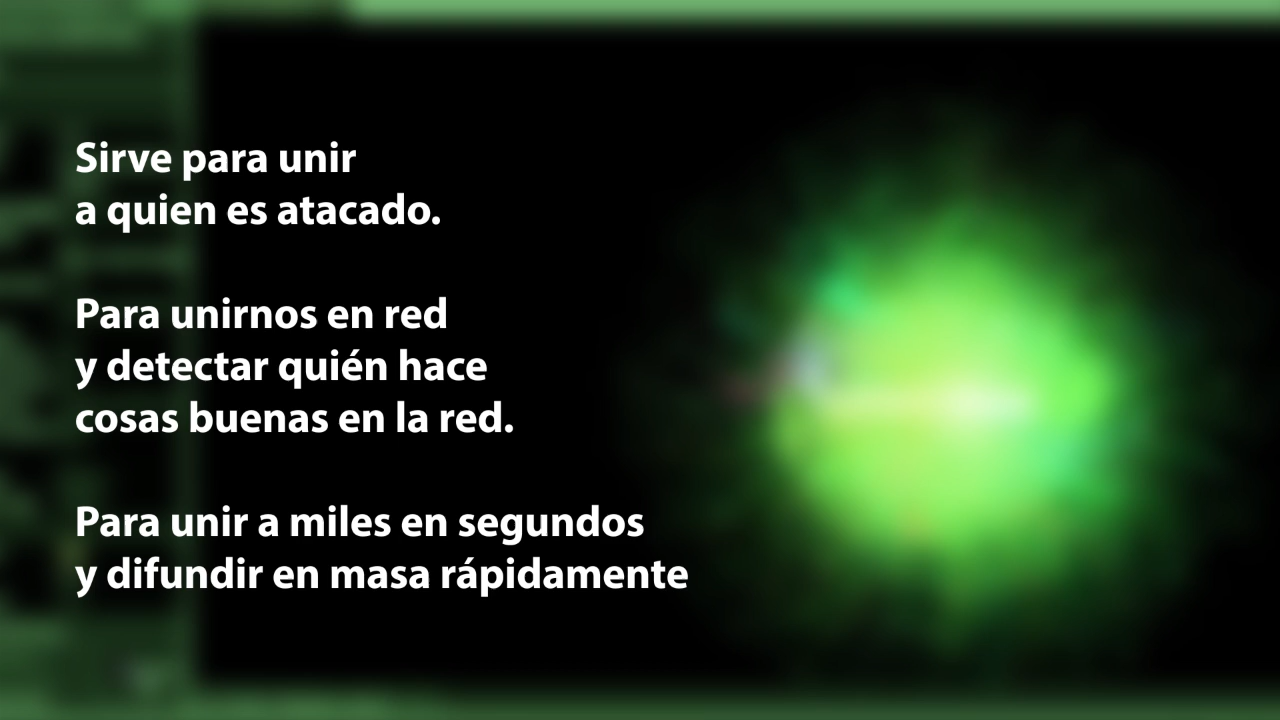 Sirve para unir
a quien es atacado.
Para unirnos en red
y detectar quién hace
cosas buenas en la red.
Para unir a miles en segundos
y difundir en masa rápidamente